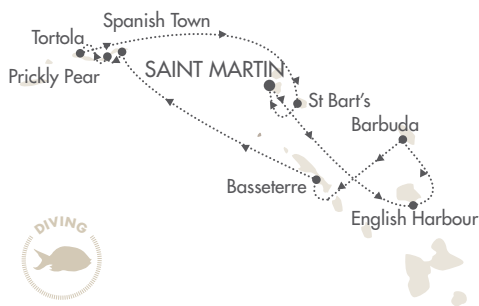 Spanish Town
Tortola
Prickly Pear
SAINT MARTIN
St Bart's
Barbuda
Basseterre
English Harbour
DIVING